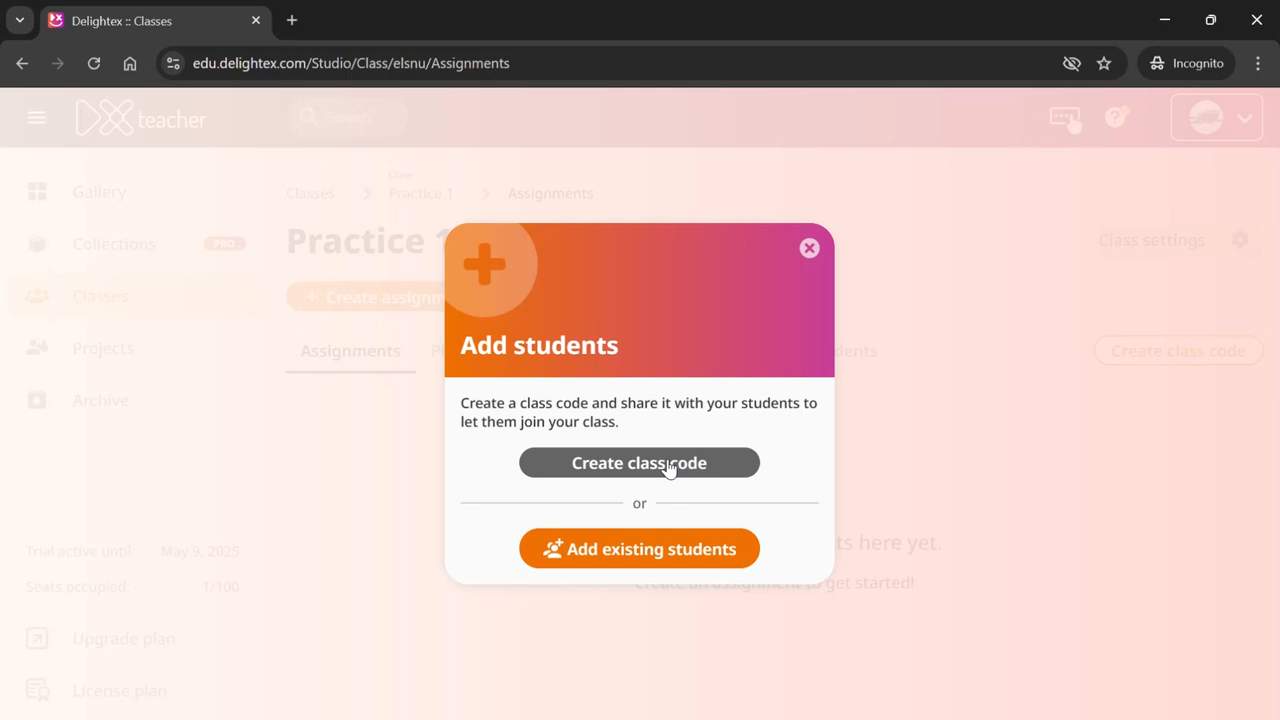 Delightex :: Classes
edu.delightex.com/Studio/Class/elsnu/Assignments
Incognito
teacher
Search
Gallery
Collections
PRO
Classes
Projects
Archive
Trial active until May 9, 2025
Seats occupied: 1/100
Upgrade plan
License plan
Class
Classes > Practice 1 > Assignments
Practice 1
Class settings
+ Create assignm
Assignments
Create class code
Add students
Create a class code and share it with your students to
let them join your class.
Create class code
or
Add existing students
here yet.
Create an assignment to get started!